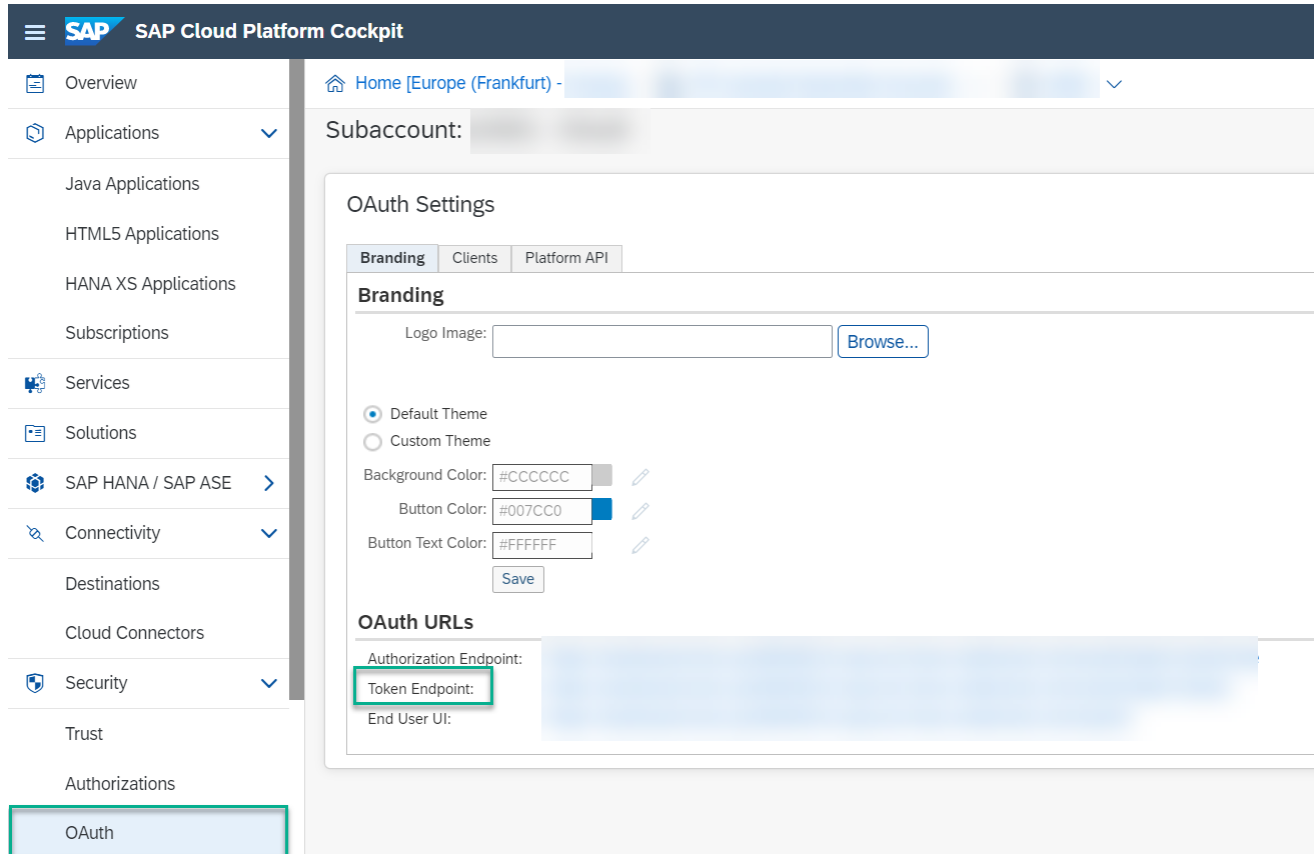 SAP SAP Cloud Platform Cockpit
Overview
Applications
Java Applications
HTML5 Applications
HANA XS Applications
Subscriptions
Services
Solutions
SAP HANA / SAP ASE
Connectivity
Destinations
Cloud Connectors
Security
Trust
Authorizations
OAuth
Home [Europe (Frankfurt) -
Subaccount:
OAuth Settings
Branding Clients Platform API
Branding
Logo Image: Browse...
Default Theme
Custom Theme
Background Color: #CCCCCC
Button Color: #007CC0
Button Text Color: #FFFFFF
Save
OAuth URLs
Authorization Endpoint:
Token Endpoint:
End User UI: